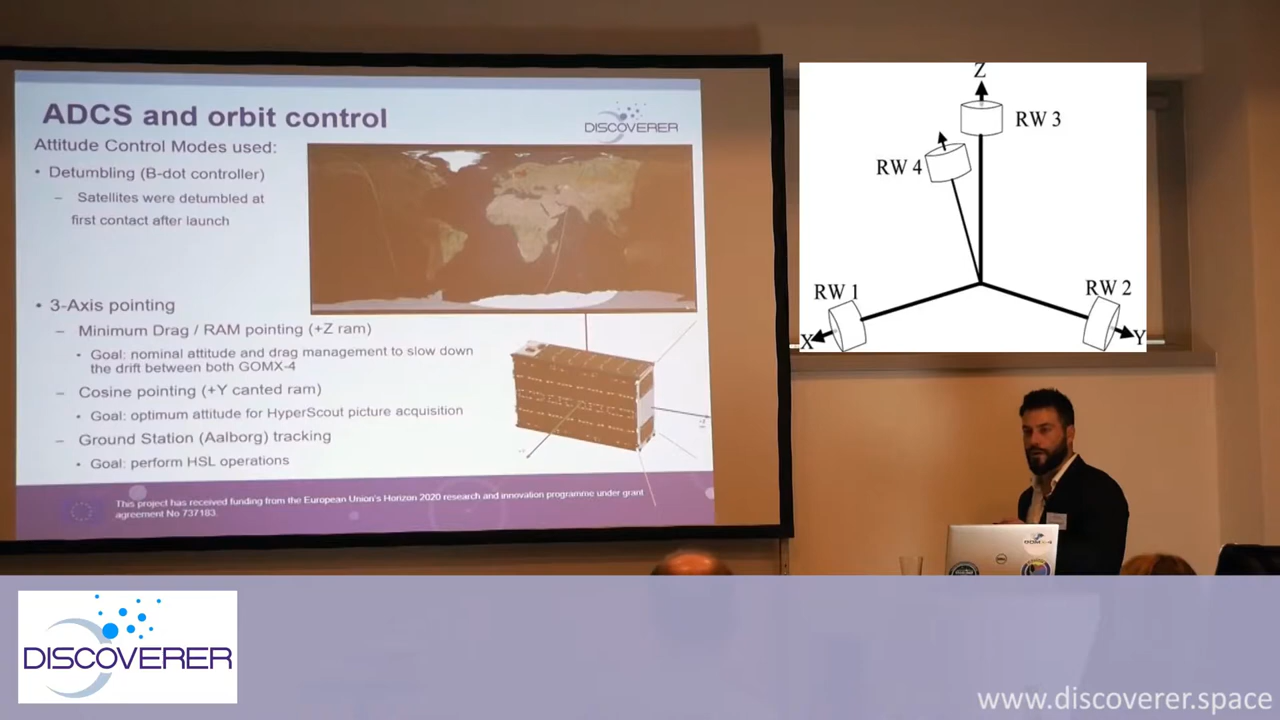 ADCS and orbit control
DISCOVERER
Attitude Control Modes used:
• Detumbling (B-dot controller)
– Satellites were detumbled at
first contact after launch
• 3-Axis pointing
– Minimum Drag / RAM pointing (+Z ram)
• Goal: nominal attitude and drag management to slow down
the drift between both GOMX-4
– Cosine pointing (+Y canted ram)
• Goal: optimum attitude for HyperScout picture acquisition
– Ground Station (Aalborg) tracking
• Goal: perform HSL operations
This project has received funding from the European Union's Horizon 2020 research and innovation programme under grant
agreement No 737183.
Z
RW 3
RW 4
RW 1
RW 2
X
Y
DELL
DISCOVERER
www.discoverer.space